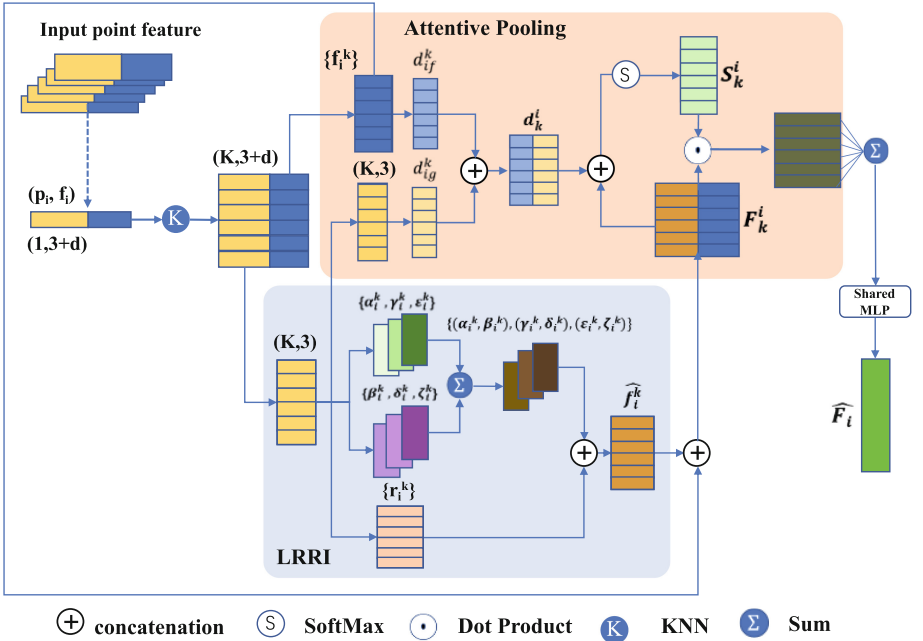 Input point feature
Attentive Pooling
{fᵢᵏ}
dᵏᵢf
Sₖⁱ
(K,3+d)
(K,3)
dₖⁱ
dᵏᵢg
S
(pᵢ, fᵢ)
(1,3+d)
K
Fₖⁱ
Σ
Shared
MLP
{αᵢᵏ, γᵢᵏ, εᵢᵏ}
{(αᵢᵏ, βᵢᵏ), (γᵢᵏ, δᵢᵏ), (εᵢᵏ, ζᵢᵏ)}
(K,3)
{βᵢᵏ, δᵢᵏ, ζᵢᵏ}
Σ
f̂ᵢᵏ
F̂ᵢ
{rᵢᵏ}
LRRI
concatenation
S SoftMax
Dot Product
K KNN
Σ Sum